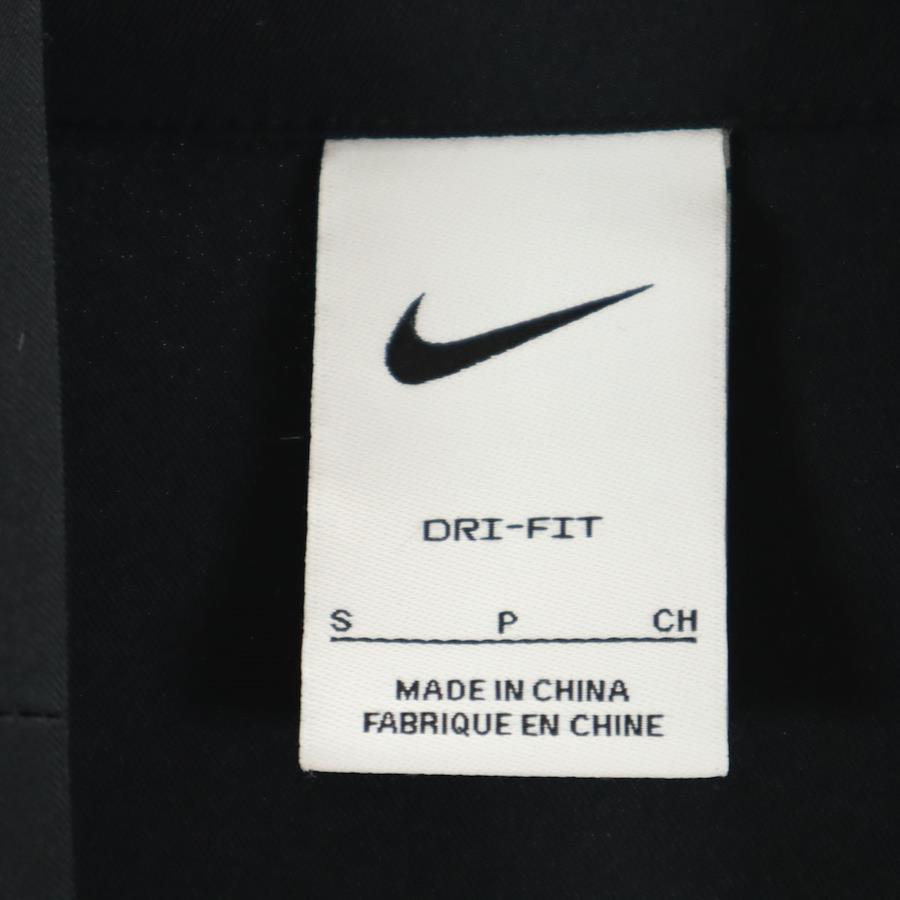 DRI-FIT
S P CH
MADE IN CHINA
FABRIQUE EN CHINE